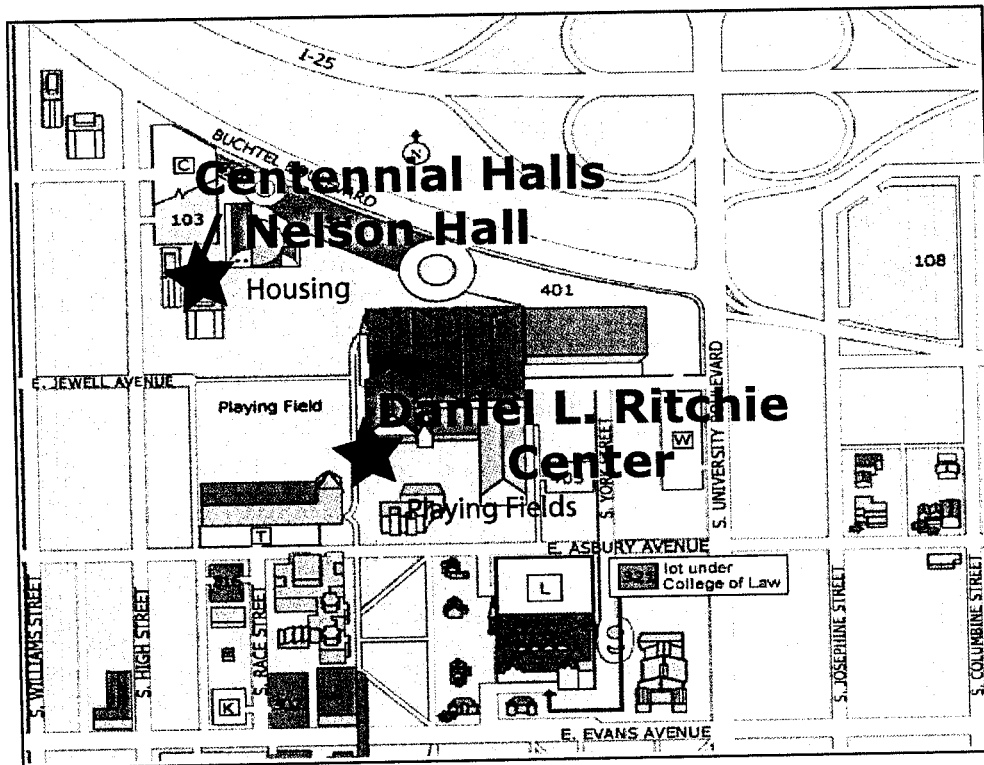 I-25
BUCHTEL
Centennial Halls
C
103
Nelson Hall
108
Housing
401
E. JEWELL AVENUE
Playing Field
Daniel L. Ritchie
Center
W
S. YORK STREET
S. UNIVERSITY BOULEVARD
Playing Fields
T
E. ASBURY AVENUE
lot under
College of Law
L
S. WILLIAMS STREET
S. HIGH STREET
S. RACE STREET
S. JOSEPHINE STREET
S. COLUMBINE STREET
K
E. EVANS AVENUE